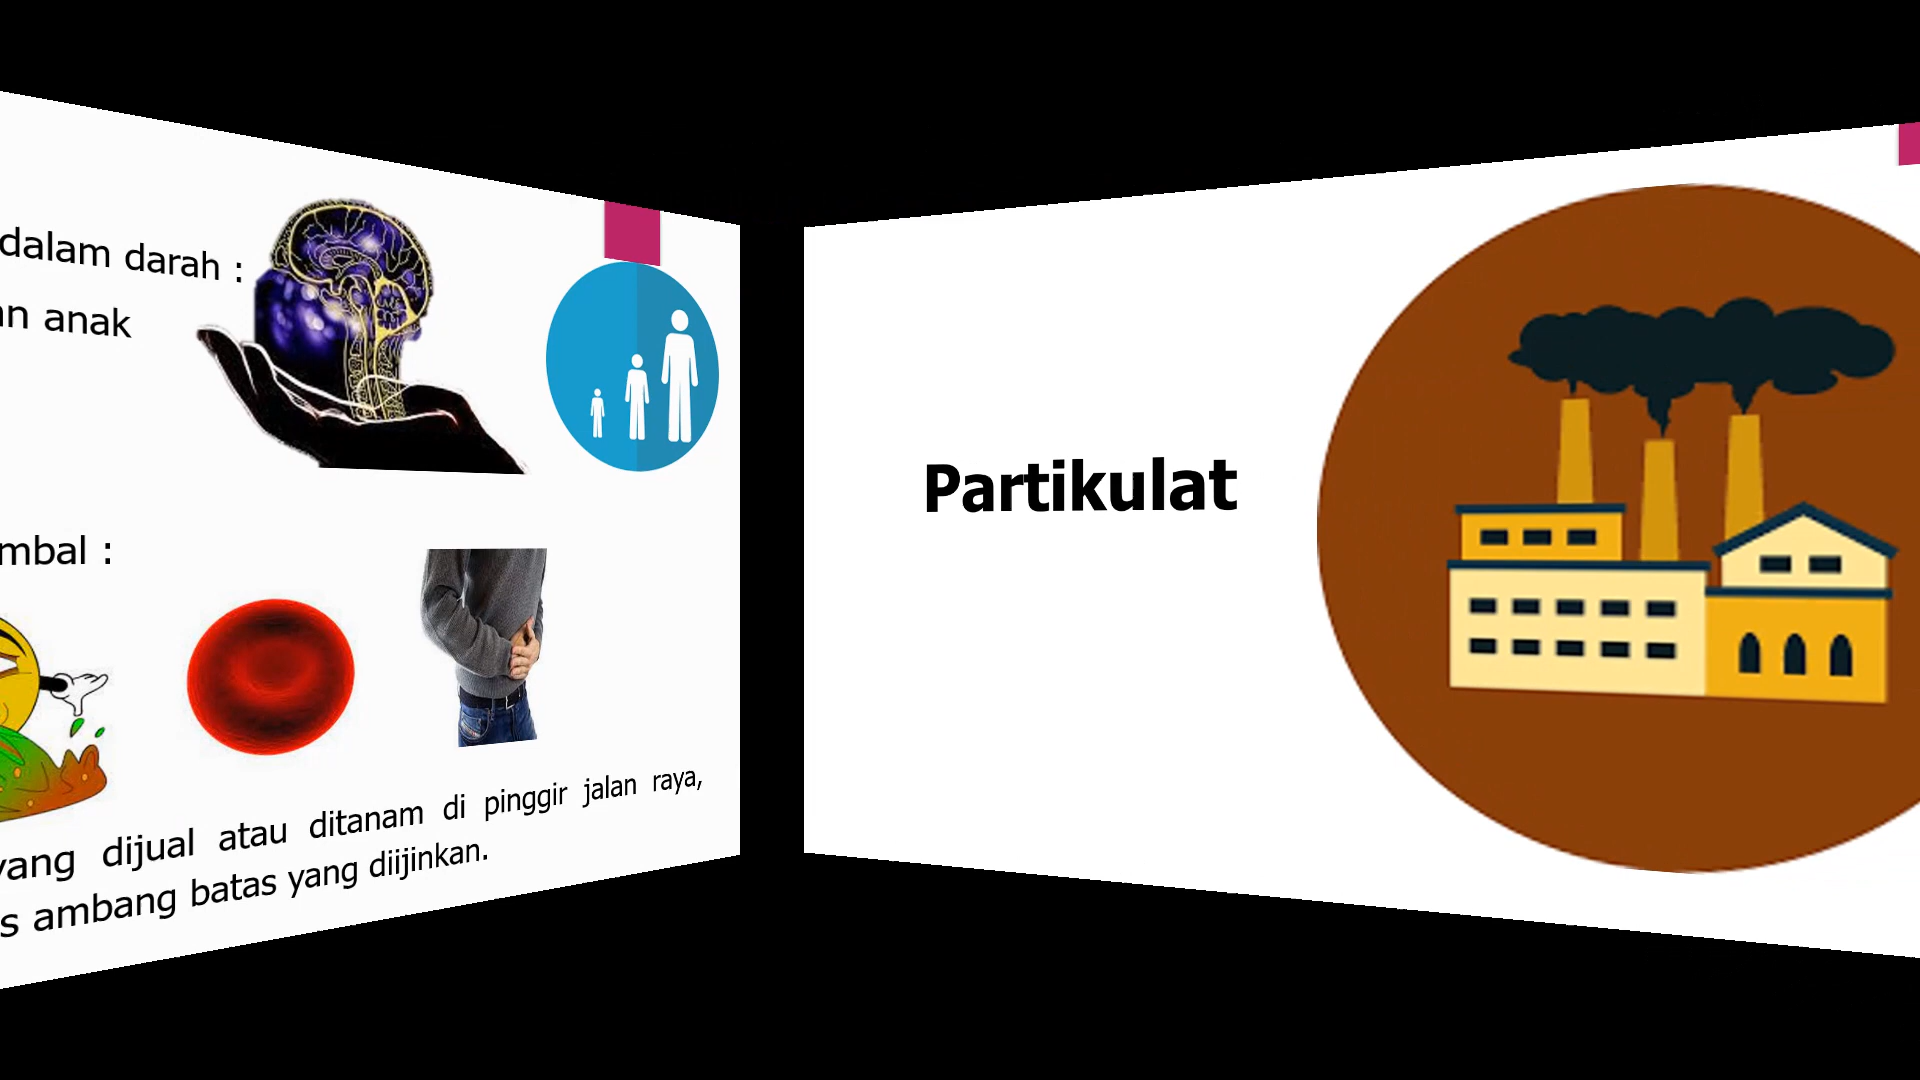 dalam darah :
an anak
mbal :
yang dijual atau ditanam di pinggir jalan raya,
s ambang batas yang diijinkan.
Partikulat